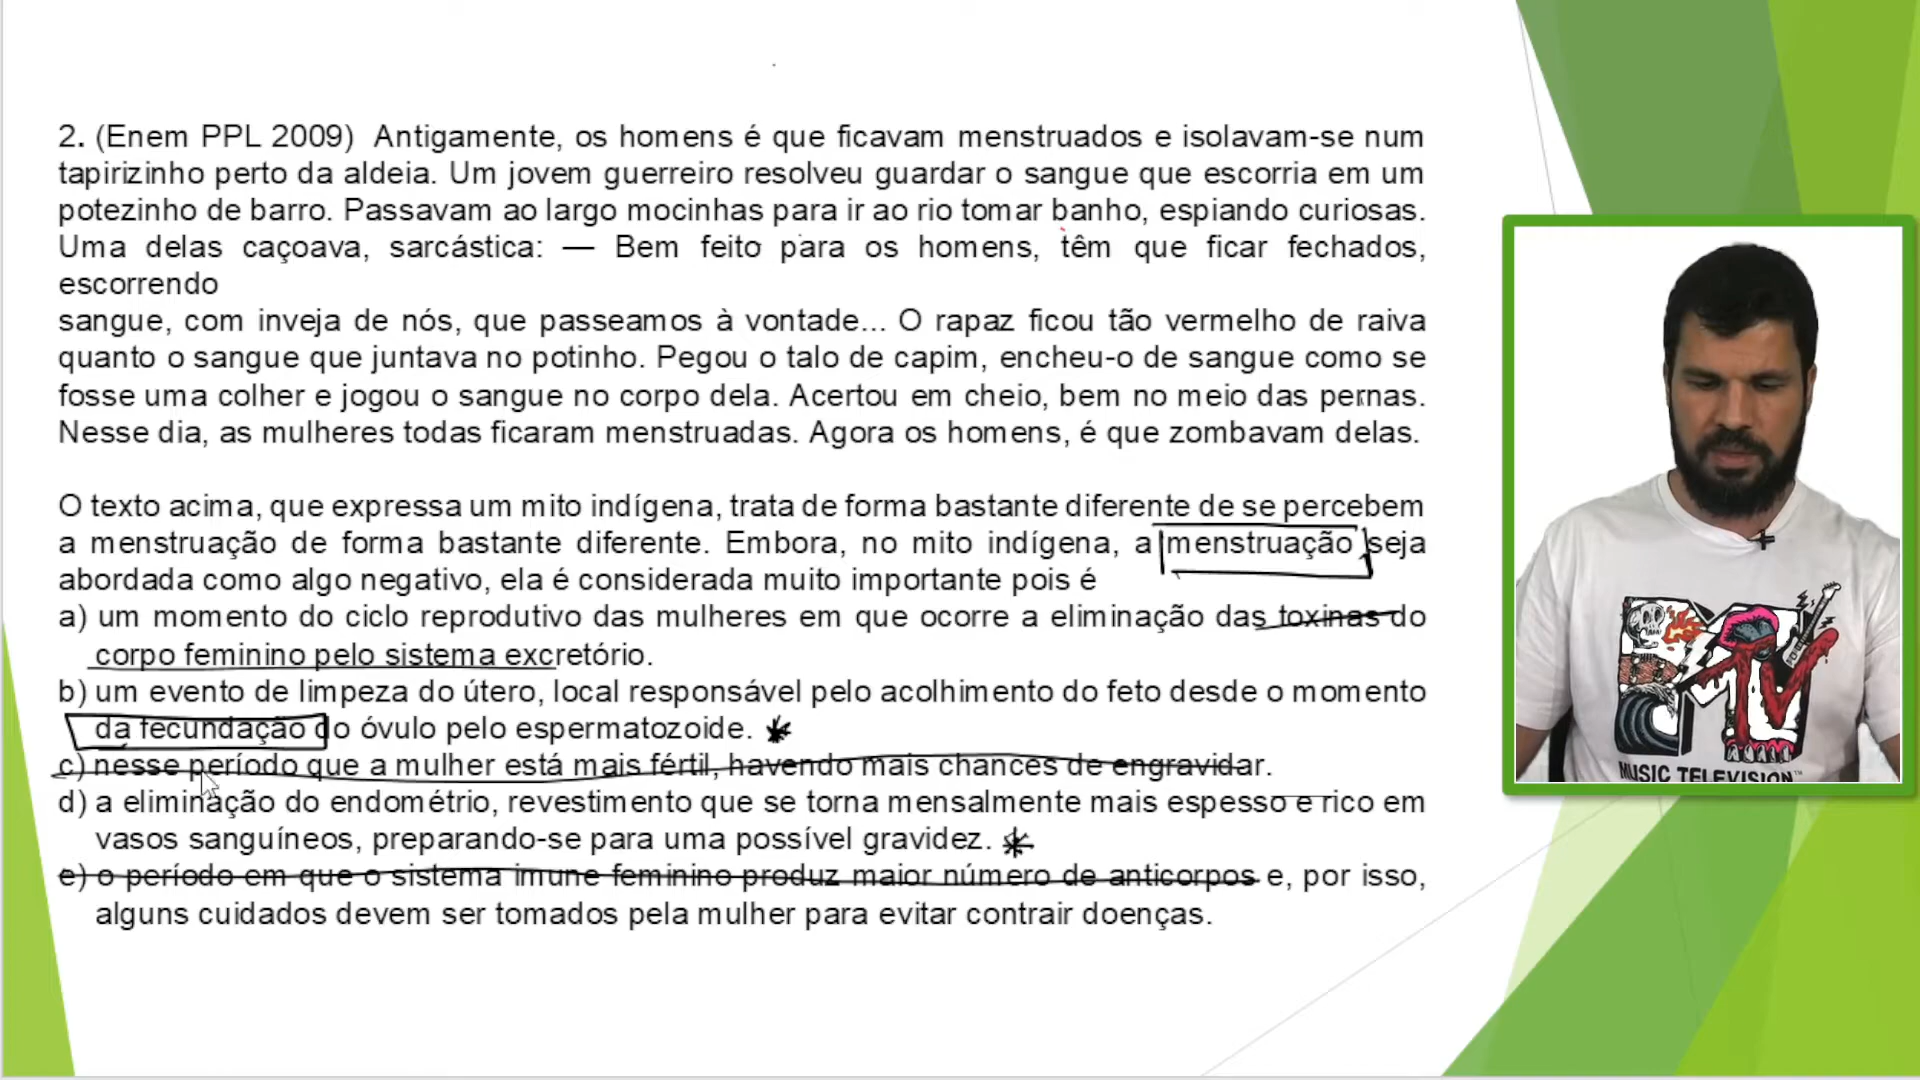 2. (Enem PPL 2009) Antigamente, os homens é que ficavam menstruados e isolavam-se num
tapirizinho perto da aldeia. Um jovem guerreiro resolveu guardar o sangue que escorria em um
potezinho de barro. Passavam ao largo mocinhas para ir ao rio tomar banho, espiando curiosas.
Uma delas caçoava, sarcástica: — Bem feito para os homens, têm que ficar fechados,
escorrendo
sangue, com inveja de nós, que passeamos à vontade... O rapaz ficou tão vermelho de raiva
quanto o sangue que juntava no potinho. Pegou o talo de capim, encheu-o de sangue como se
fosse uma colher e jogou o sangue no corpo dela. Acertou em cheio, bem no meio das pernas.
Nesse dia, as mulheres todas ficaram menstruadas. Agora os homens, é que zombavam delas.
O texto acima, que expressa um mito indígena, trata de forma bastante diferente de se percebem
a menstruação de forma bastante diferente. Embora, no mito indígena, a menstruação seja
abordada como algo negativo, ela é considerada muito importante pois é
a) um momento do ciclo reprodutivo das mulheres em que ocorre a eliminação das toxinas do
corpo feminino pelo sistema excretório.
b) um evento de limpeza do útero, local responsável pelo acolhimento do feto desde o momento
da fecundação do óvulo pelo espermatozoide.
c) nesse período que a mulher está mais fértil, havendo mais chances de engravidar.
d) a eliminação do endométrio, revestimento que se torna mensalmente mais espesso e rico em
vasos sanguíneos, preparando-se para uma possível gravidez.
e) o período em que o sistema imune feminino produz maior número de anticorpos e, por isso,
alguns cuidados devem ser tomados pela mulher para evitar contrair doenças.
MTV
MUSIC TELEVISION™